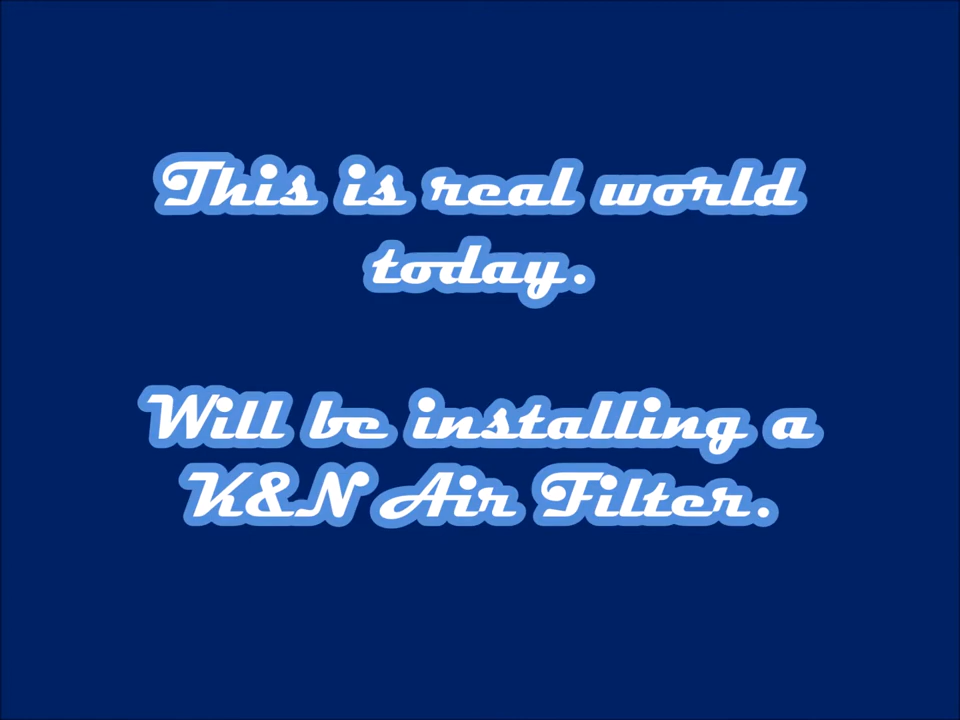 This is real world
today.
Will be installing a
K&N Air Filter.